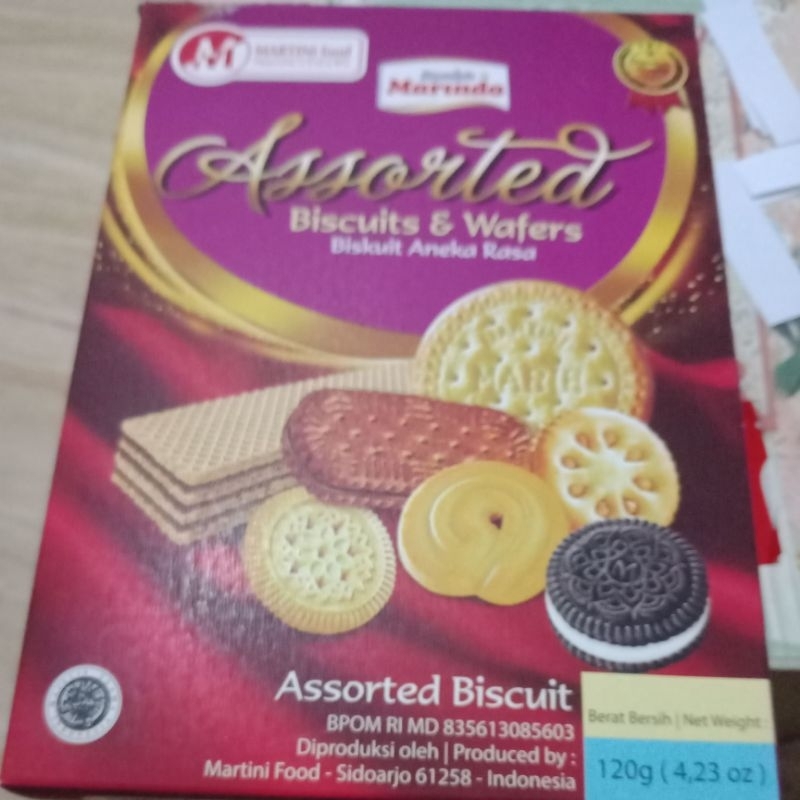 MARTINI food
Marinda
Assorted
Biscuits & Wafers
Biskuit Aneka Rasa
MARIE
Assorted Biscuit
BPOM RI MD 835613085603
Diproduksi oleh | Produced by :
Martini Food - Sidoarjo 61258 - Indonesia
Berat Bersih | Net Weight :
120g ( 4,23 oz )